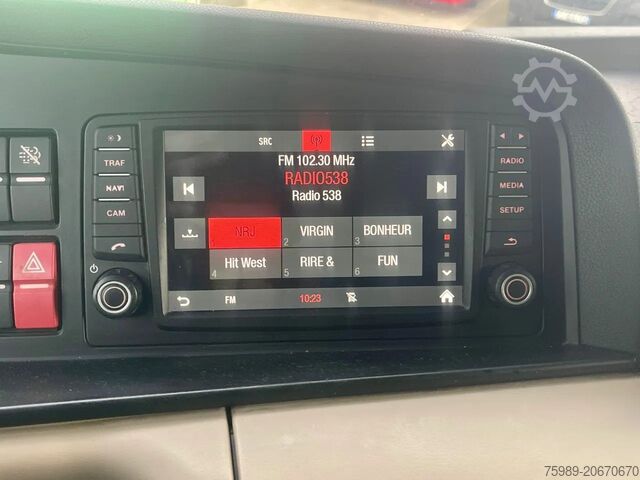 SRC
FM 102.30 MHz
RADIO538
Radio 538
1 NRJ
2 VIRGIN
3 BONHEUR
4 Hit West
5 RIRE &
6 FUN
FM 10:23
TRAF
NAVI
CAM
RADIO
MEDIA
SETUP
75989-20670670